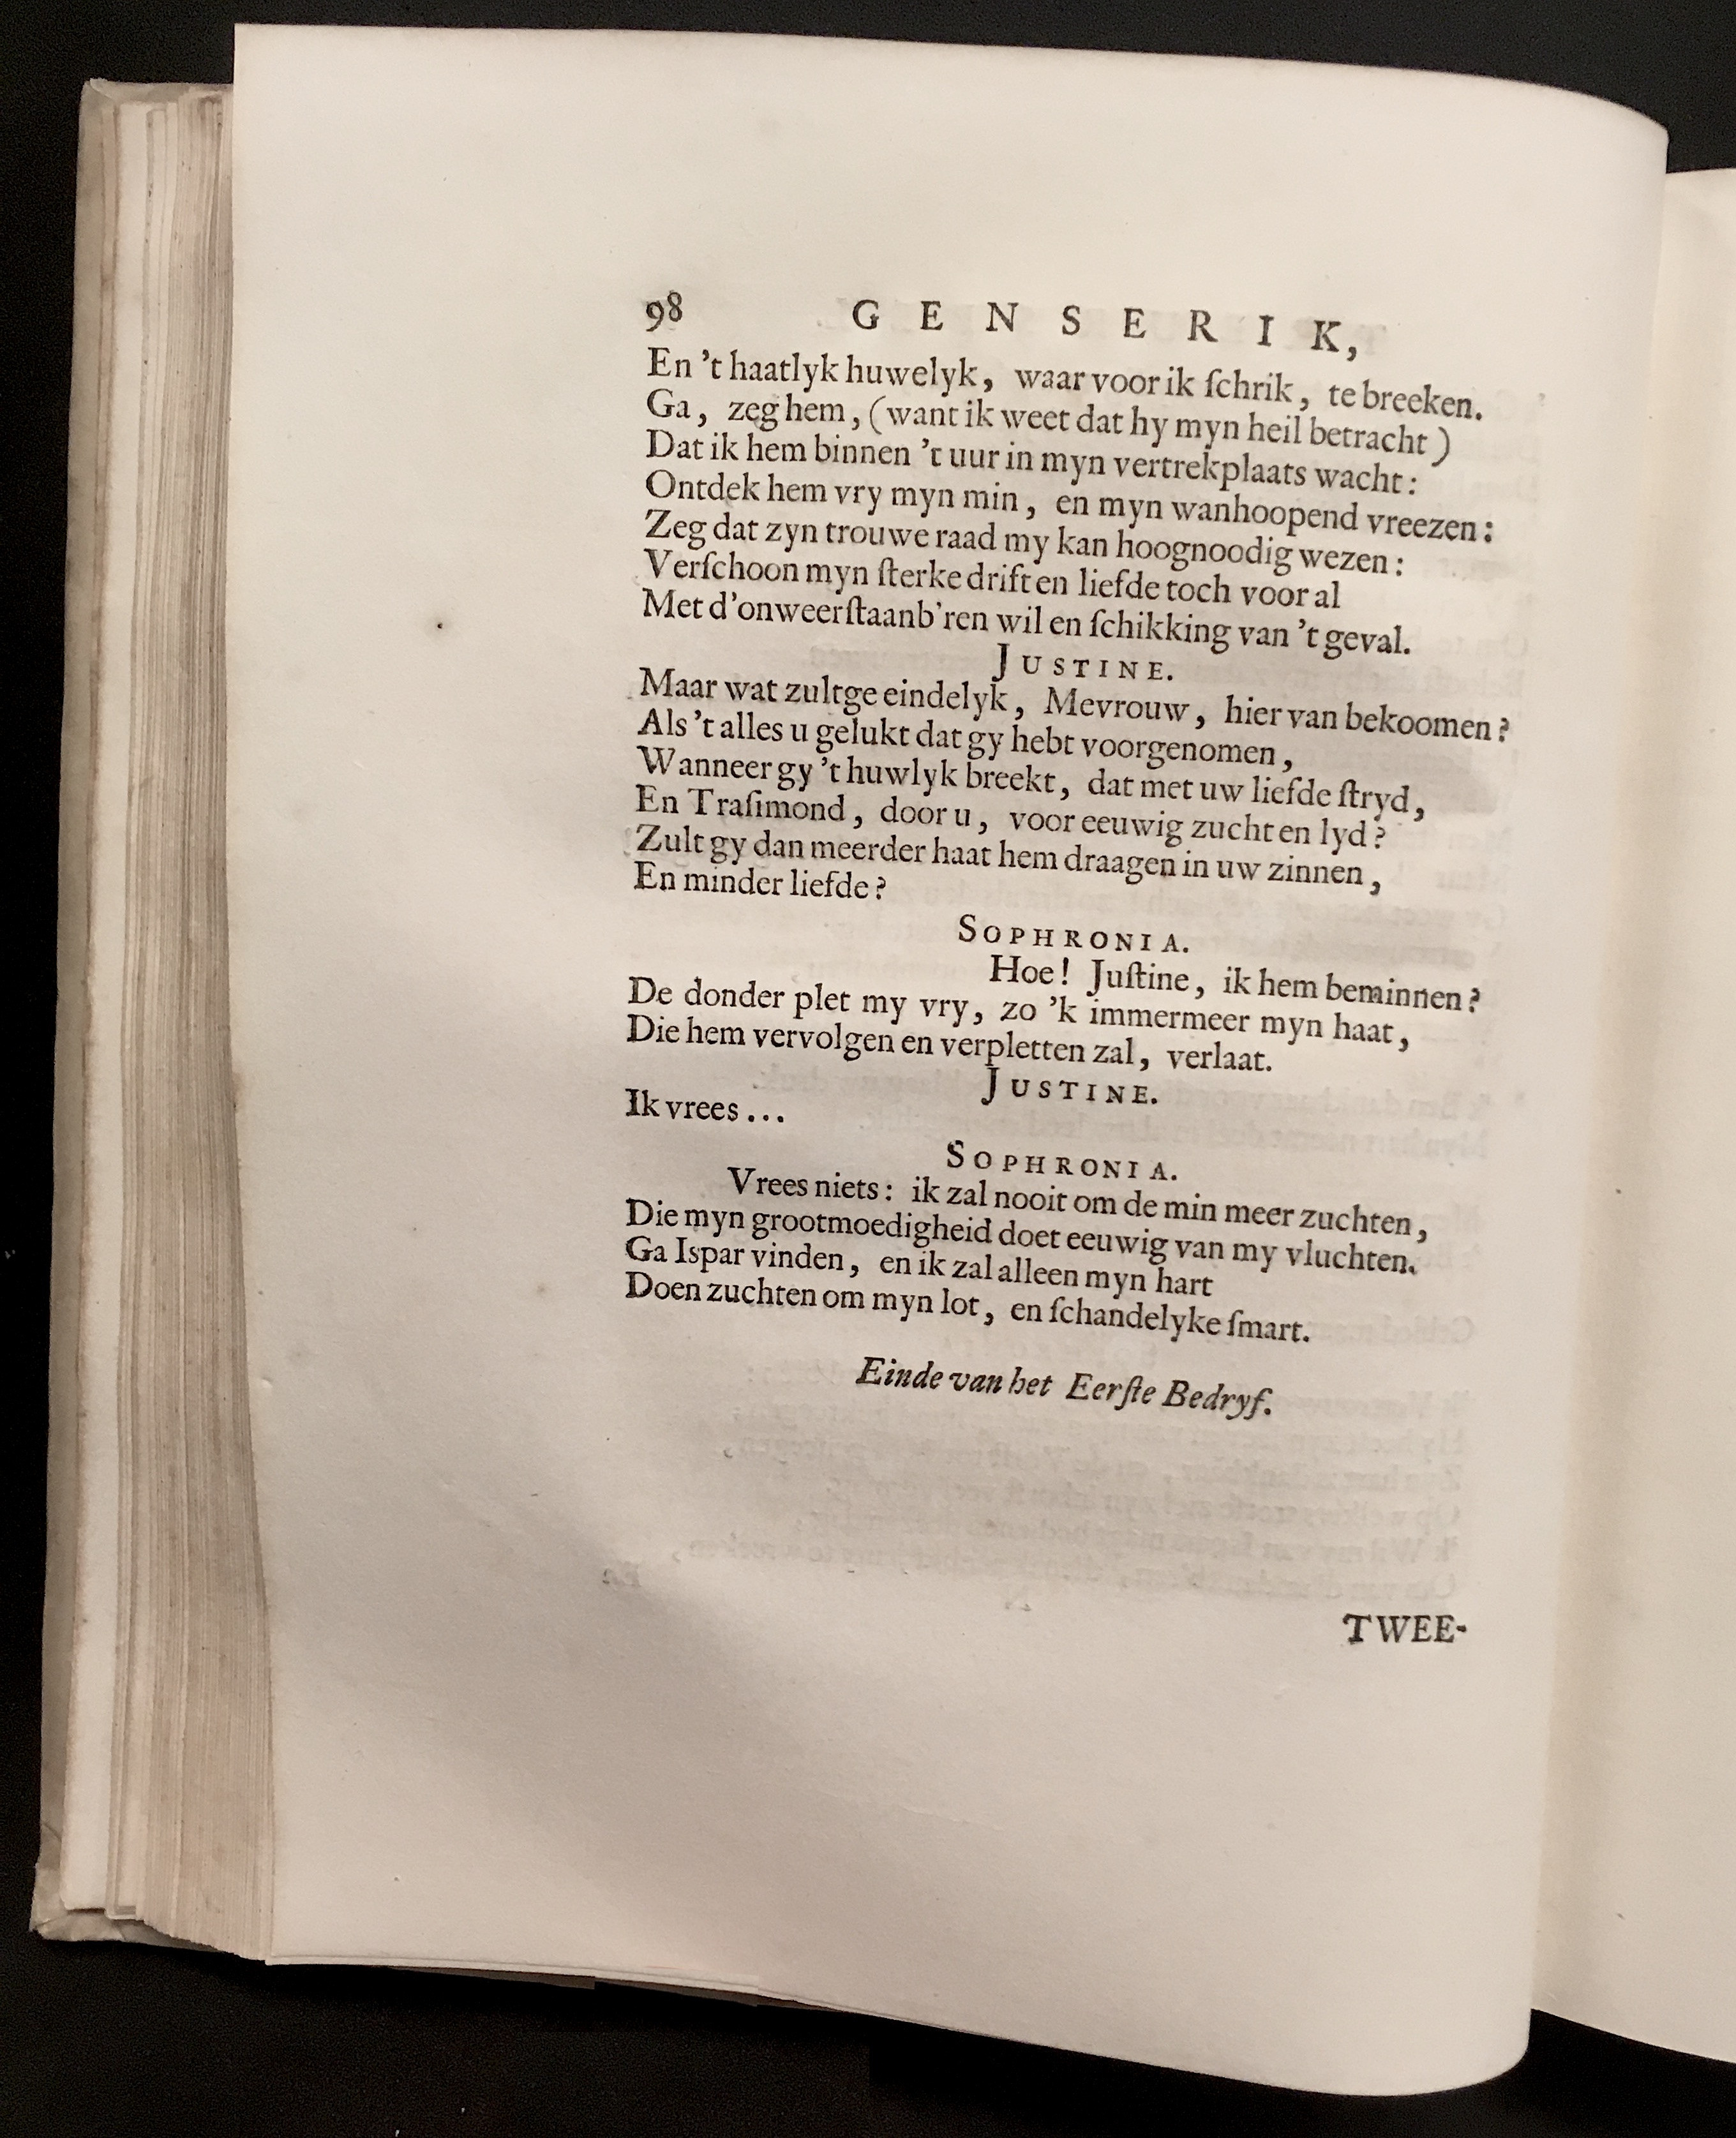 98 GENSERIK,
En 't haatlyk huwelyk, waar voor ik ſchrik, te breeken.
Ga, zeg hem, (want ik weet dat hy myn heil betracht)
Dat ik hem binnen 't uur in myn vertrekplaats wacht:
Ontdek hem vry myn min, en myn wanhoopend vreezen:
Zeg dat zyn trouwe raad my kan hoognoodig wezen:
Verſchoon myn ſterke drift en liefde toch voor al
Met d'onweerſtaanb'ren wil en ſchikking van 't geval.
JUSTINE.
Maar wat zultge eindelyk, Mevrouw, hier van bekoomen?
Als 't alles u gelukt dat gy hebt voorgenomen,
Wanneer gy 't huwlyk breekt, dat met uw liefde ſtryd,
En Traſimond, door u, voor eeuwig zucht en lyd?
Zult gy dan meerder haat hem draagen in uw zinnen,
En minder liefde?
SOPHRONIA.
Hoe! Juſtine, ik hem beminnen?
De donder plet my vry, zo 'k immermeer myn haat,
Die hem vervolgen en verpletten zal, verlaat.
JUSTINE.
Ik vrees...
SOPHRONIA.
Vrees niets: ik zal nooit om de min meer zuchten,
Die myn grootmoedigheid doet eeuwig van my vluchten.
Ga Ispar vinden, en ik zal alleen myn hart
Doen zuchten om myn lot, en ſchandelyke ſmart.
Einde van het Eerſte Bedryf.
TWEE-